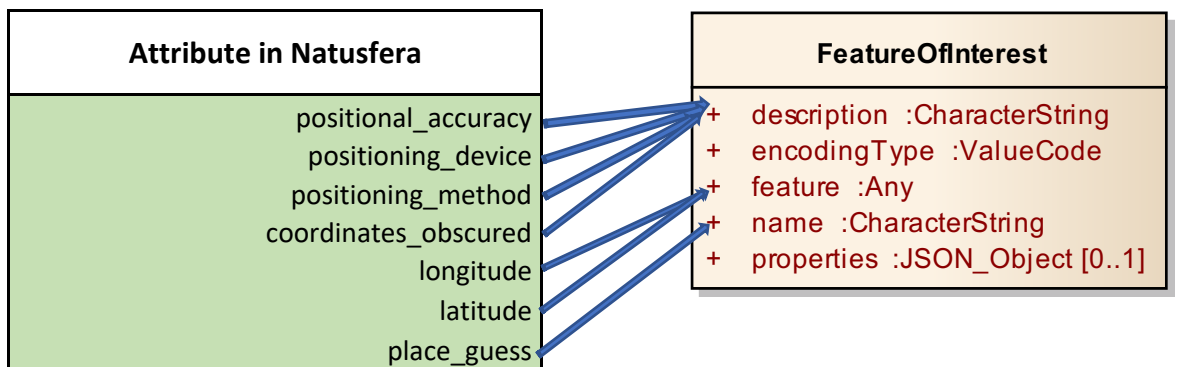 Attribute in Natusfera
positional_accuracy
positioning_device
positioning_method
coordinates_obscured
longitude
latitude
place_guess
FeatureOfInterest
+ description :CharacterString
+ encodingType :ValueCode
+ feature :Any
+ name :CharacterString
+ properties :JSON_Object [0..1]